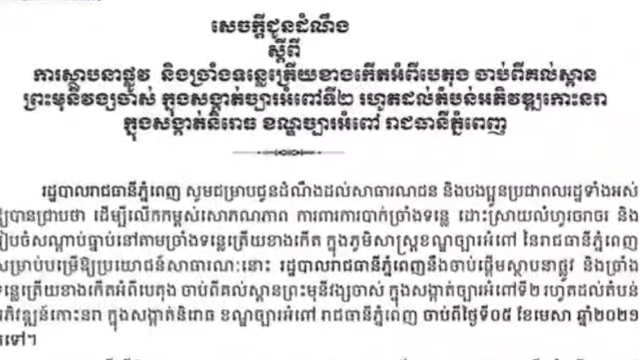 សេចក្តីជូនដំណឹង
ស្តីពី
ការស្ថាបនាផ្លូវ និងច្រាំងទន្លេត្រើយខាងកើតអំពីបេតុង ចាប់ពីគល់ស្ពាន
ព្រះមុនីវង្សចាស់ ក្នុងសង្កាត់ច្បារអំពៅទី២ រហូតដល់តំបន់អភិវឌ្ឍកោះនរា
ក្នុងសង្កាត់និរោធ ខណ្ឌច្បារអំពៅ រាជធានីភ្នំពេញ
រដ្ឋបាលរាជធានីភ្នំពេញ សូមជម្រាបជូនដំណឹងដល់សាធារណជន និងបងប្អូនប្រជាពលរដ្ឋទាំងអស់
ឱ្យបានជ្រាបថា ដើម្បីលើកកម្ពស់សោភណភាព ការពារការបាក់ច្រាំងទន្លេ ដោះស្រាយលំហូរចរាចរ និង
រៀបចំសណ្តាប់ធ្នាប់នៅតាមច្រាំងទន្លេត្រើយខាងកើត ក្នុងភូមិសាស្ត្រខណ្ឌច្បារអំពៅ នៃរាជធានីភ្នំពេញ
សម្រាប់បម្រើឱ្យប្រយោជន៍សាធារណៈនោះ រដ្ឋបាលរាជធានីភ្នំពេញនឹងចាប់ផ្តើមស្ថាបនាផ្លូវ និងច្រាំង
ទន្លេត្រើយខាងកើតអំពីបេតុង ចាប់ពីគល់ស្ពានព្រះមុនីវង្សចាស់ ក្នុងសង្កាត់ច្បារអំពៅទី២ រហូតដល់តំបន់
អភិវឌ្ឍន៍កោះនរា ក្នុងសង្កាត់និរោធ ខណ្ឌច្បារអំពៅ រាជធានីភ្នំពេញ ចាប់ពីថ្ងៃទី០៥ ខែមេសា ឆ្នាំ២០២១
តទៅ។